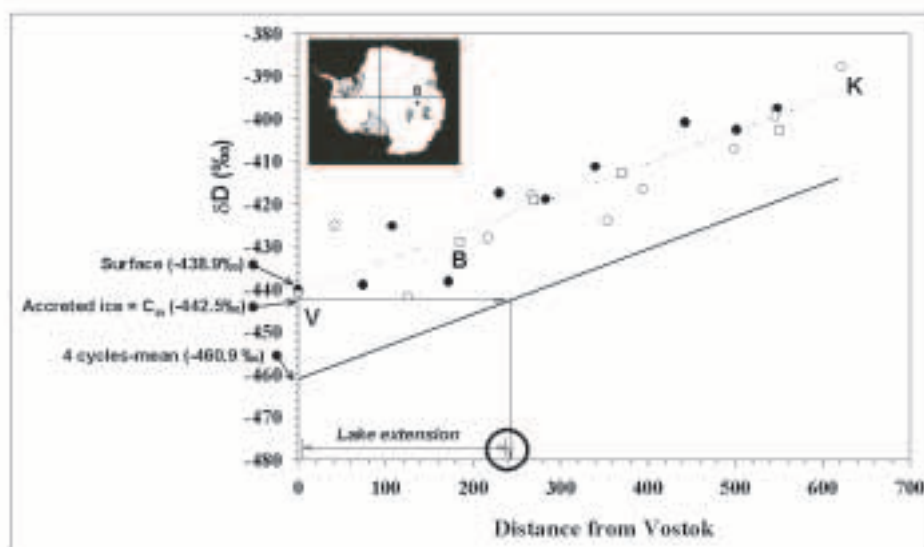 -380
-390
-400
-410
-420
-430
-440
-450
-460
-470
-480
δD (‰)
K
B
V
Surface (-438.9‰)
Accreted ice = C
(-442.5‰)
4 cycles-mean (-460.9 ‰)
Lake extension
0 100 200 300 400 500 600 700
Distance from Vostok